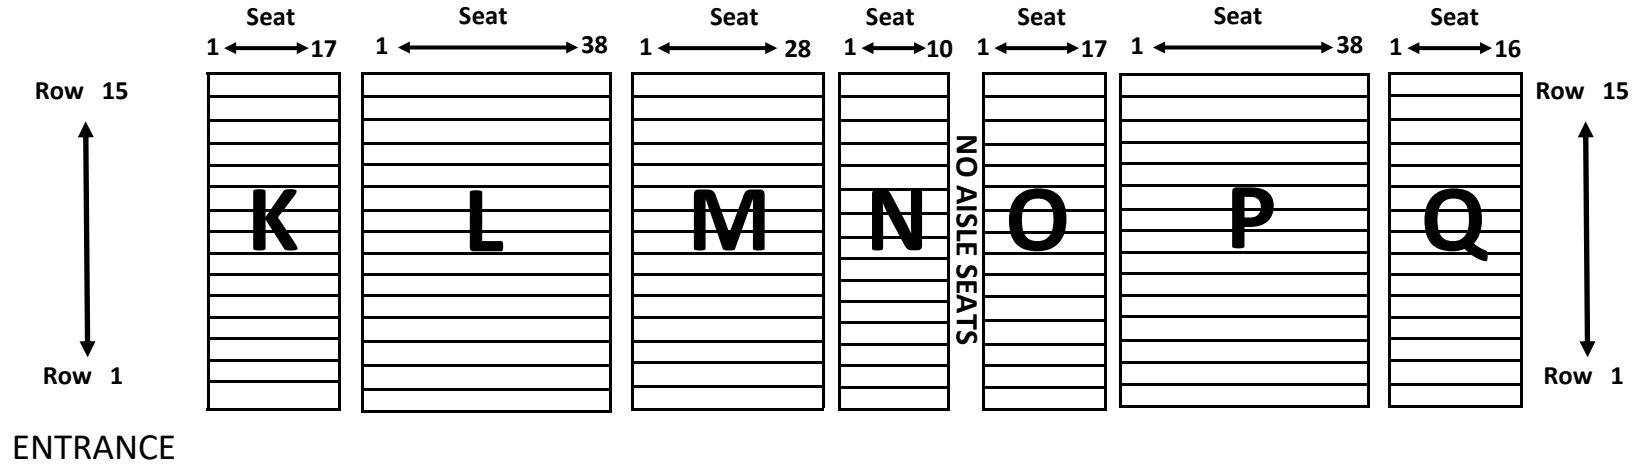 Seat Seat Seat Seat Seat Seat Seat
1 17 1 38 1 28 1 10 1 17 1 38 1 16
Row 15 Row 15
NO AISLE SEATS
K L M N O P Q
Row 1 Row 1
ENTRANCE